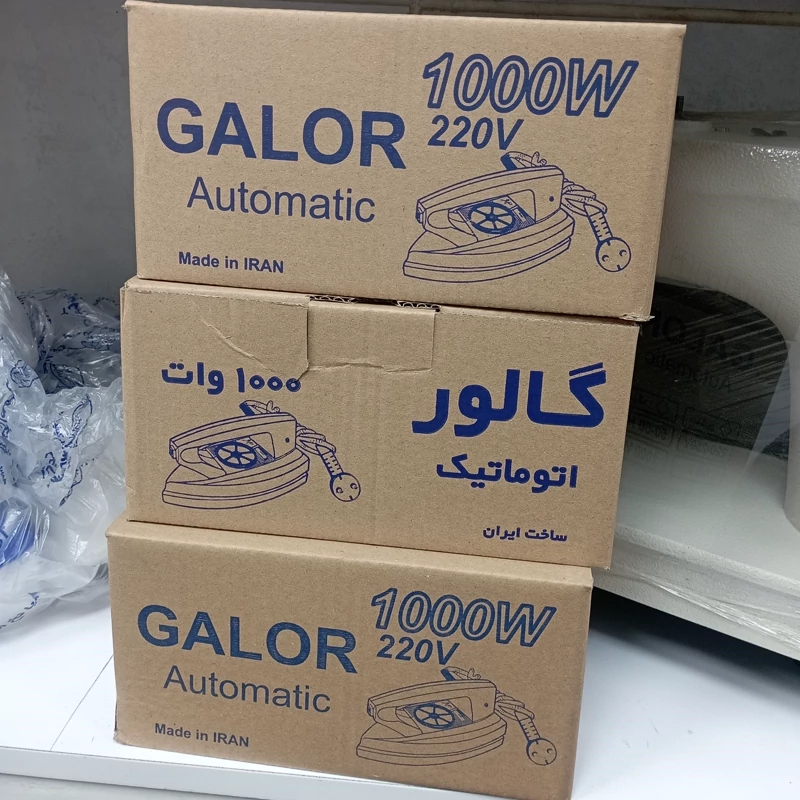 1000W
GALOR
220V
Automatic
Made in IRAN
۱۰۰۰ وات
گالور
اتوماتیک
ساخت ایران
1000W
GALOR
220V
Automatic
Made in IRAN